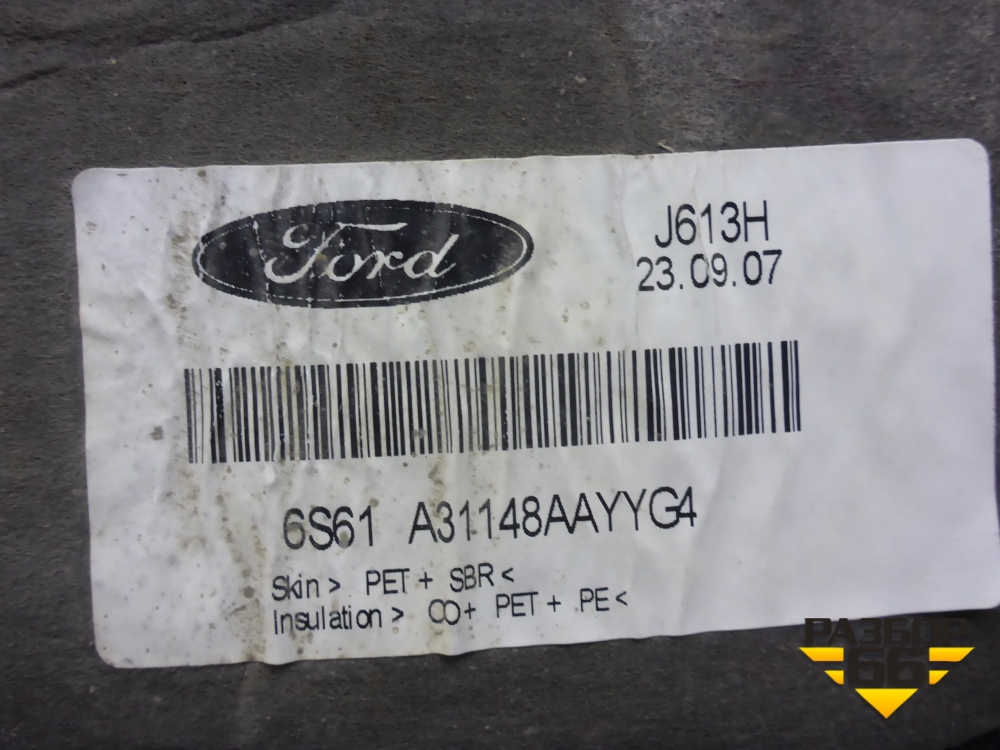 Ford
J613H
23.09.07
6S61 A31148AAYYG4
Skin > PET + SBR <
Insulation > CO + PET + PE <
РАЗБОР
66